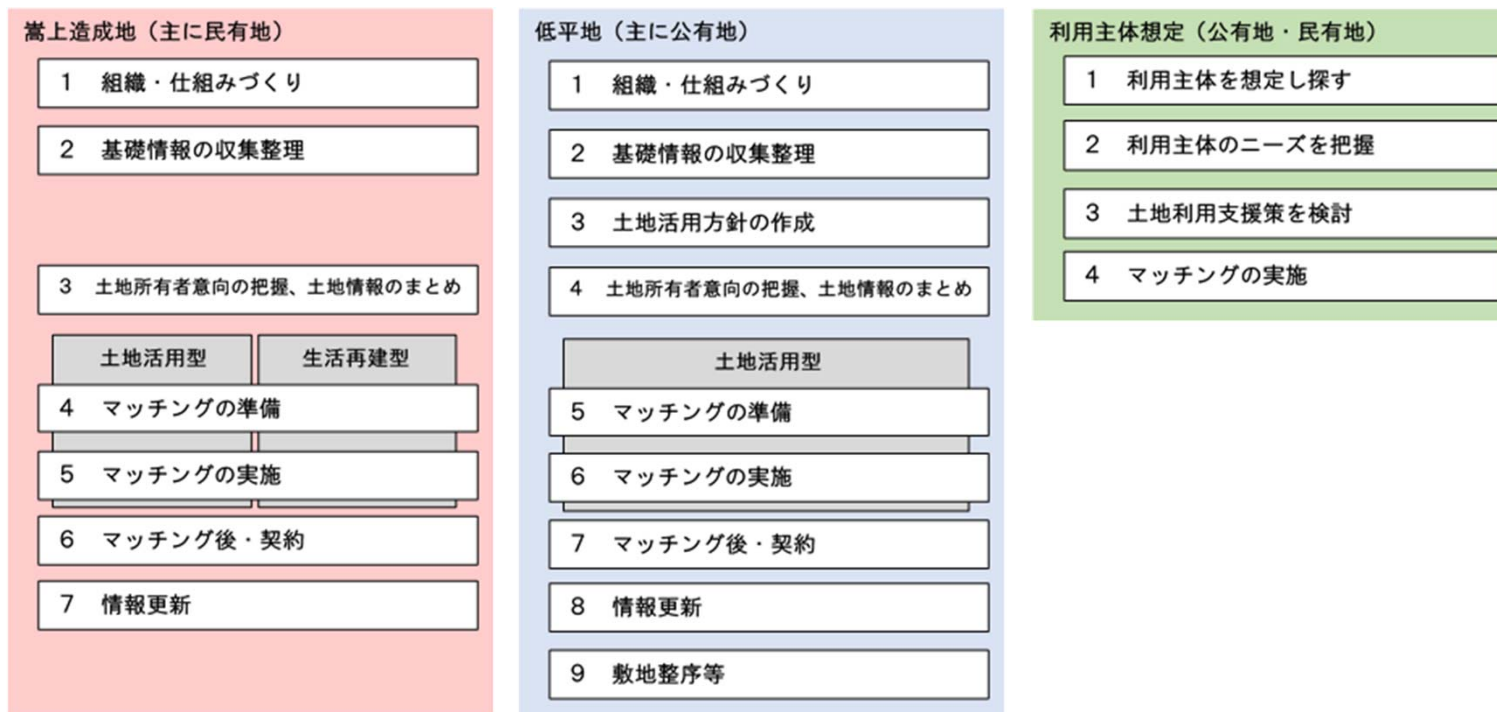 嵩上造成地（主に民有地）
1 組織・仕組みづくり
2 基礎情報の収集整理
3 土地所有者意向の把握、土地情報のまとめ
土地活用型
生活再建型
4 マッチングの準備
5 マッチングの実施
6 マッチング後・契約
7 情報更新
低平地（主に公有地）
1 組織・仕組みづくり
2 基礎情報の収集整理
3 土地活用方針の作成
4 土地所有者意向の把握、土地情報のまとめ
土地活用型
5 マッチングの準備
6 マッチングの実施
7 マッチング後・契約
8 情報更新
9 敷地整序等
利用主体想定（公有地・民有地）
1 利用主体を想定し探す
2 利用主体のニーズを把握
3 土地利用支援策を検討
4 マッチングの実施